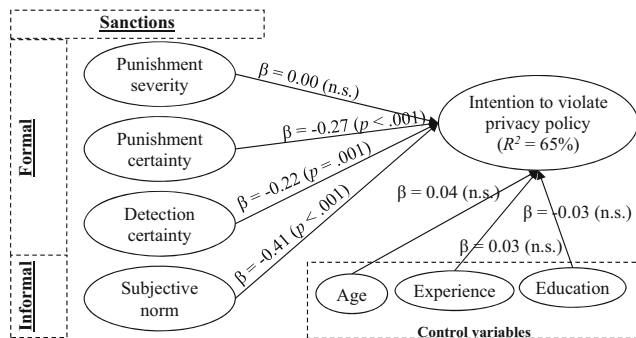 Sanctions
Formal
Informal
Punishment
severity
Punishment
certainty
Detection
certainty
Subjective
norm
β = 0.00 (n.s.)
β = -0.27 (p < .001)
β = -0.22 (p = .001)
β = -0.41 (p < .001)
Intention to violate
privacy policy
(R² = 65%)
β = 0.04 (n.s.)
β = 0.03 (n.s.)
β = -0.03 (n.s.)
Age
Experience
Education
Control variables